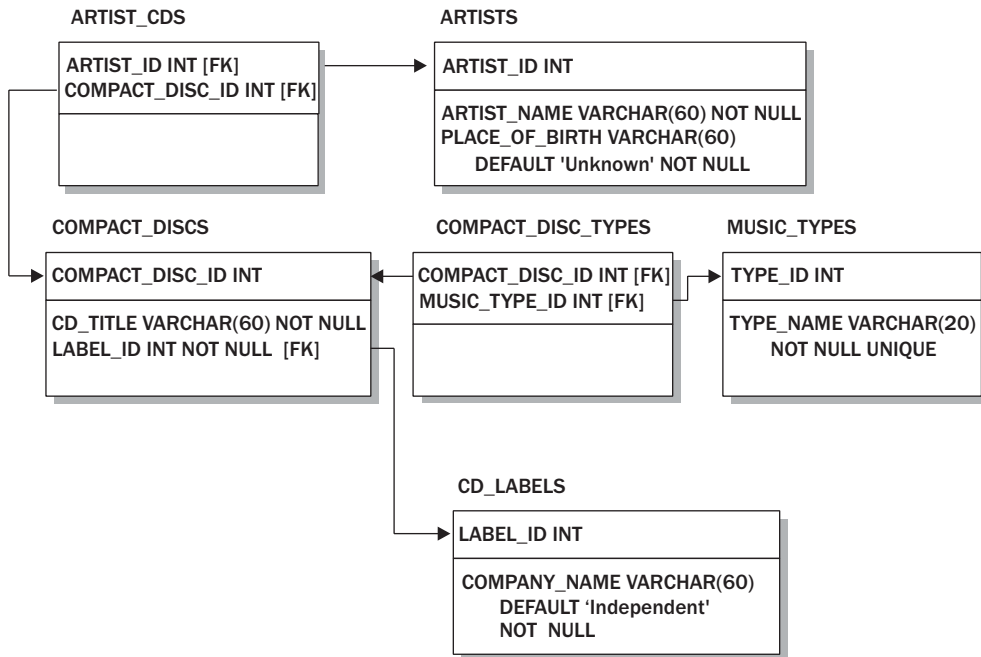 ARTIST_CDS
ARTISTS
ARTIST_ID INT [FK]
COMPACT_DISC_ID INT [FK]
ARTIST_ID INT
ARTIST_NAME VARCHAR(60) NOT NULL
PLACE_OF_BIRTH VARCHAR(60)
DEFAULT 'Unknown' NOT NULL
COMPACT_DISCS
COMPACT_DISC_TYPES
MUSIC_TYPES
COMPACT_DISC_ID INT
CD_TITLE VARCHAR(60) NOT NULL
LABEL_ID INT NOT NULL [FK]
COMPACT_DISC_ID INT [FK]
MUSIC_TYPE_ID INT [FK]
TYPE_ID INT
TYPE_NAME VARCHAR(20)
NOT NULL UNIQUE
CD_LABELS
LABEL_ID INT
COMPANY_NAME VARCHAR(60)
DEFAULT ‘Independent'
NOT NULL